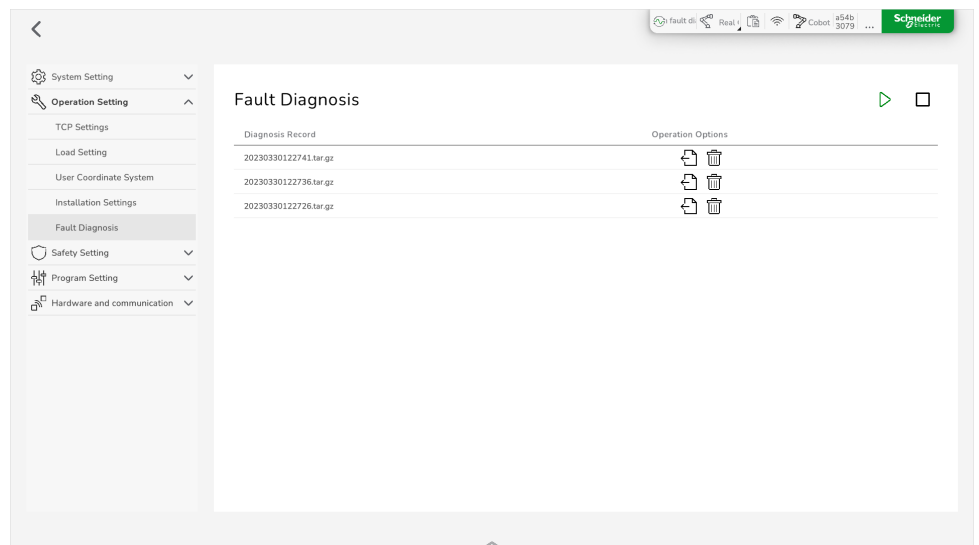 fault di
Real
Cobot
a54b
3079
...
Schneider
Electric
System Setting
Operation Setting
TCP Settings
Load Setting
User Coordinate System
Installation Settings
Fault Diagnosis
Safety Setting
Program Setting
Hardware and communication
Fault Diagnosis
Diagnosis Record Operation Options
20230330122741.tar.gz
20230330122736.tar.gz
20230330122726.tar.gz